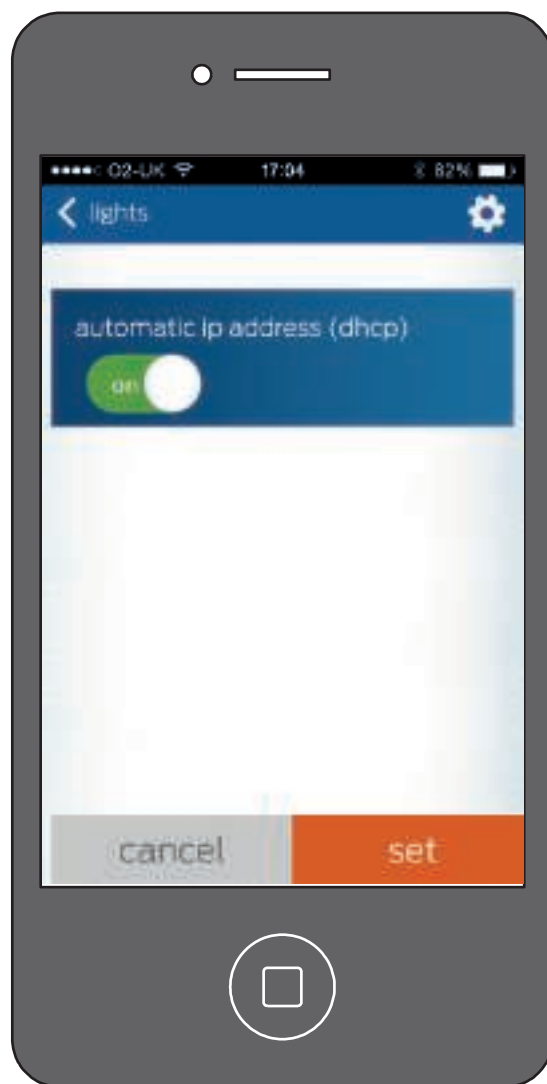 O2-UK 17:04 82%
lights
automatic ip address (dhcp)
on
cancel set